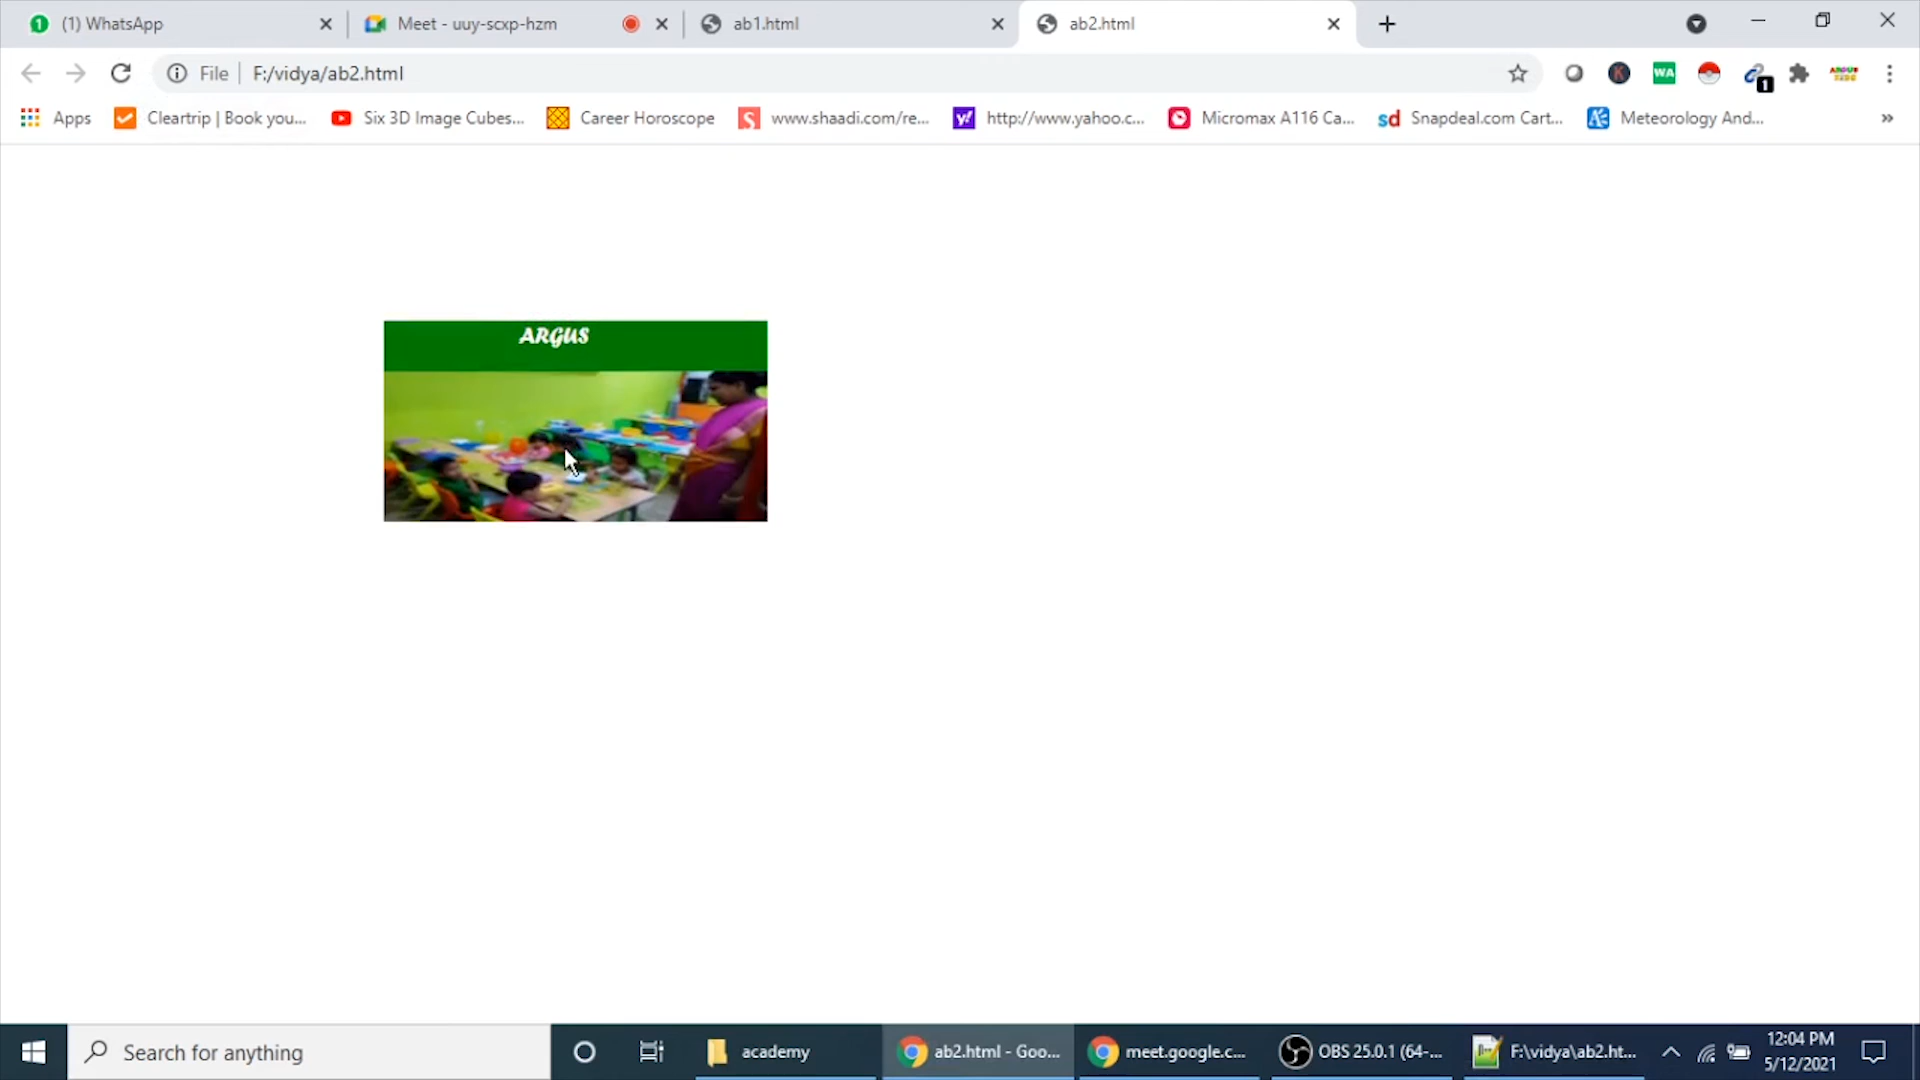 (1) WhatsApp
Meet - uuy-scxp-hzm
ab1.html
ab2.html
File
F:/vidya/ab2.html
WA
1
Apps
Cleartrip | Book you...
Six 3D Image Cubes...
Career Horoscope
www.shaadi.com/re...
http://www.yahoo.c...
Micromax A116 Ca...
sd
Snapdeal.com Cart...
Meteorology And...
»
ARGUS
Search for anything
academy
ab2.html - Goo...
meet.google.c...
OBS 25.0.1 (64-...
F:\vidya\ab2.ht...
12:04 PM
5/12/2021